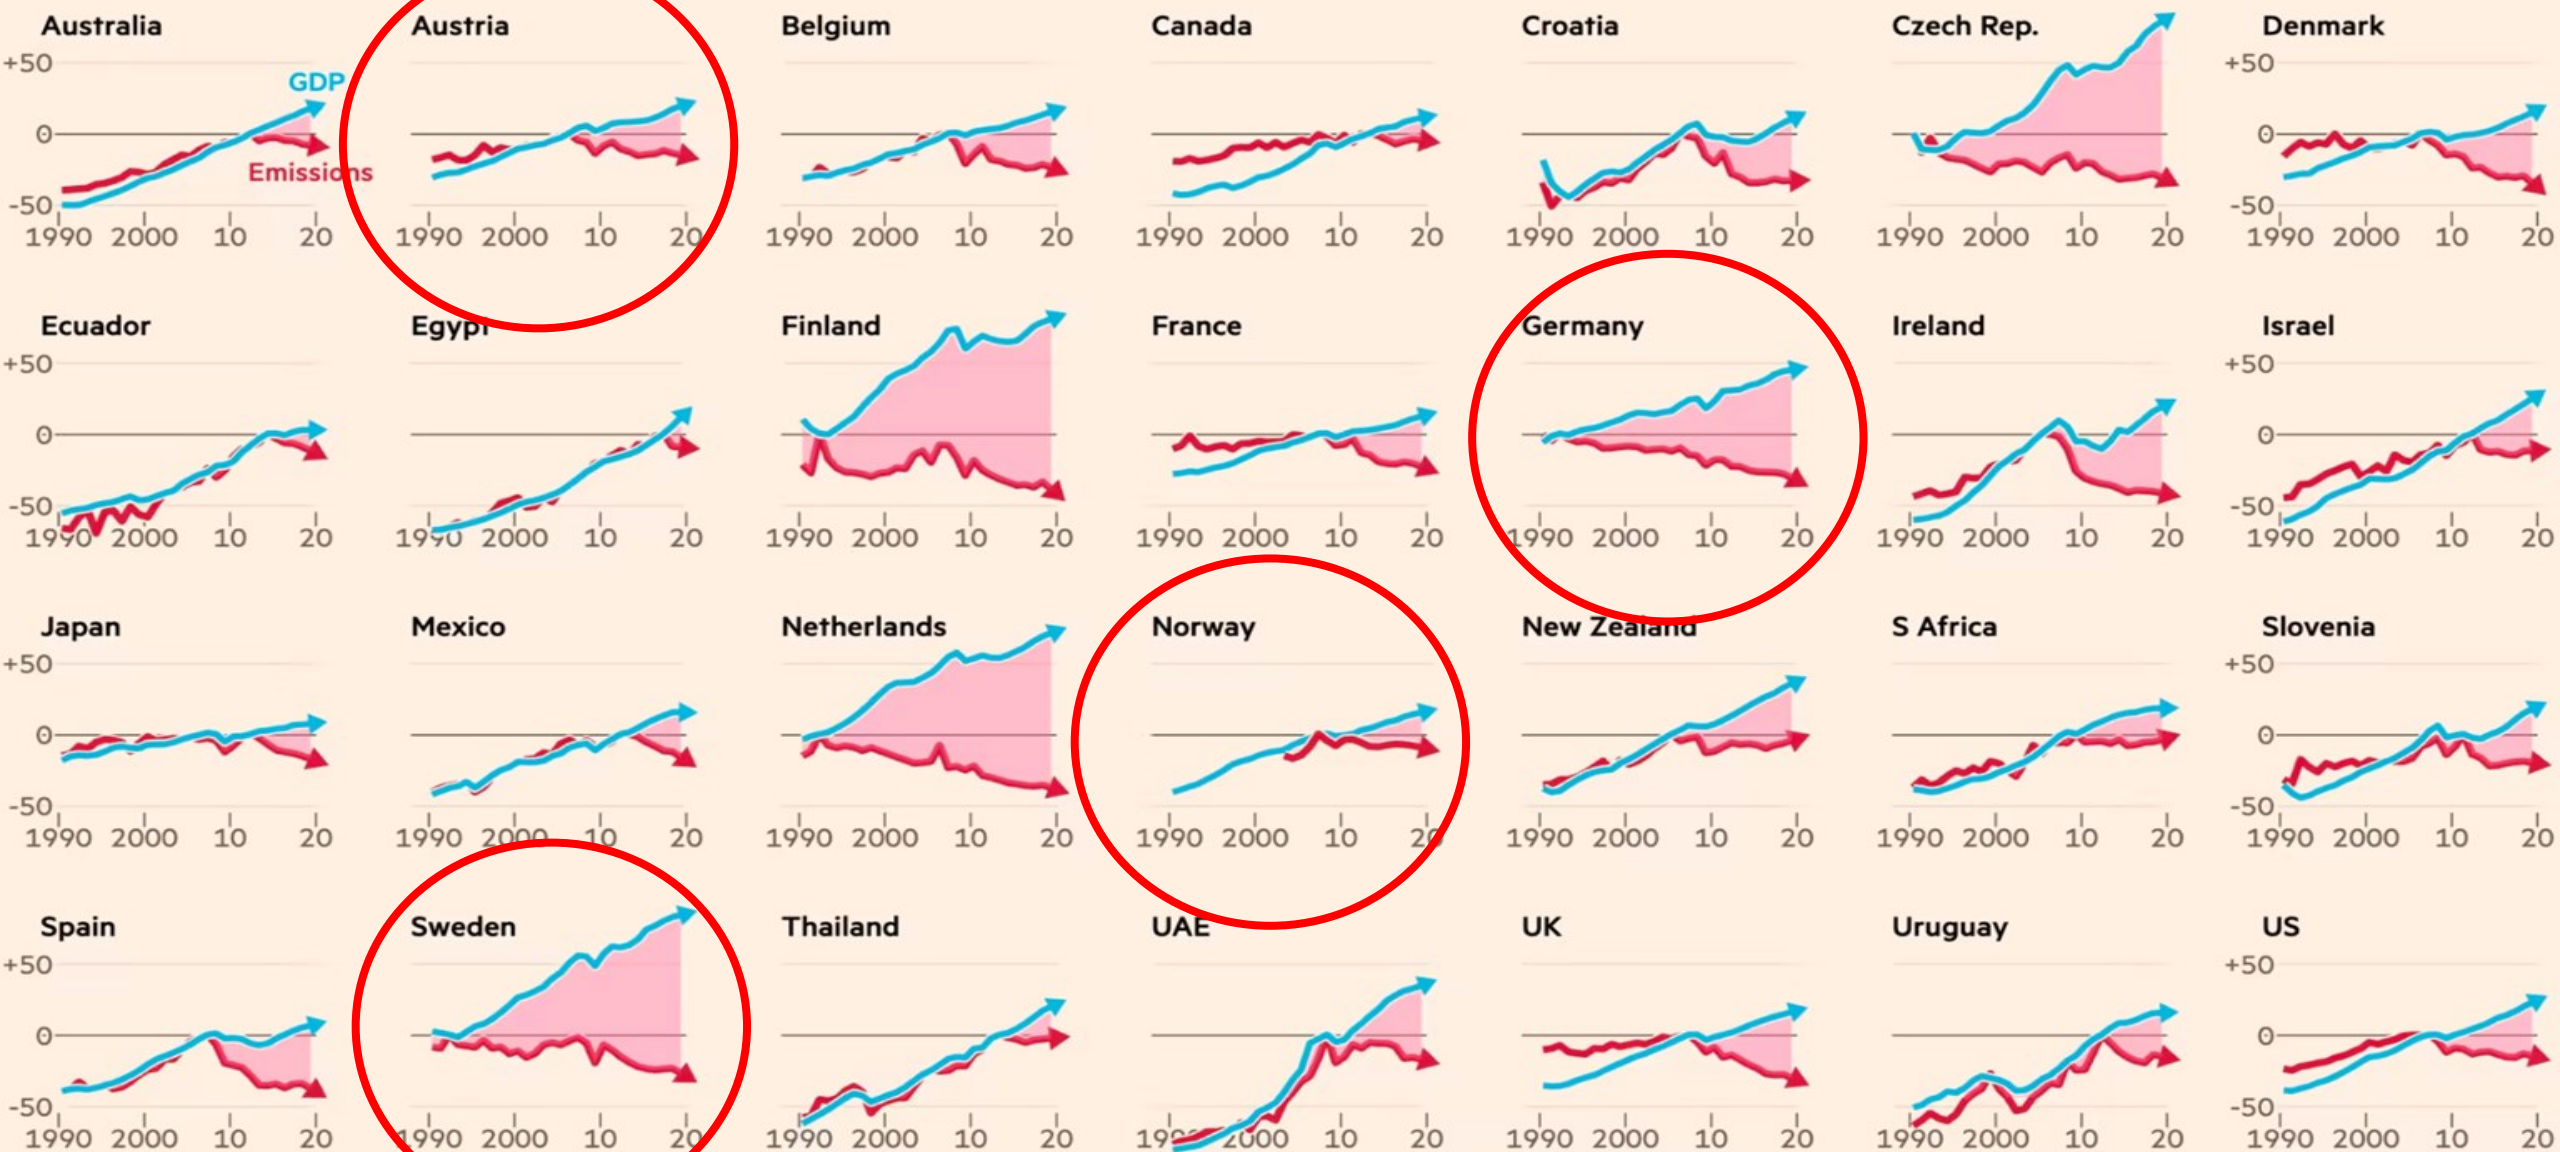 Australia Austria Belgium Canada Croatia Czech Rep. Denmark
+50 +50
GDP
0 0
Emissions
-50 -50
1990 2000 10 20 1990 2000 10 20 1990 2000 10 20 1990 2000 10 20 1990 2000 10 20 1990 2000 10 20 1990 2000 10 20
Ecuador Egypt Finland France Germany Ireland Israel
+50 +50
0 0
-50 -50
1990 2000 10 20 1990 2000 10 20 1990 2000 10 20 1990 2000 10 20 1990 2000 10 20 1990 2000 10 20 1990 2000 10 20
Japan Mexico Netherlands Norway New Zealand S Africa Slovenia
+50 +50
0 0
-50 -50
1990 2000 10 20 1990 2000 10 20 1990 2000 10 20 1990 2000 10 20 1990 2000 10 20 1990 2000 10 20 1990 2000 10 20
Spain Sweden Thailand UAE UK Uruguay US
+50 +50
0 0
-50 -50
1990 2000 10 20 1990 2000 10 20 1990 2000 10 20 1990 2000 10 20 1990 2000 10 20 1990 2000 10 20 1990 2000 10 20